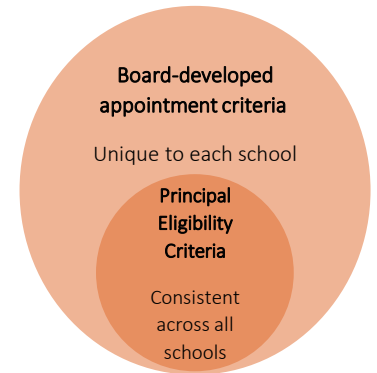 Board-developed
appointment criteria
Unique to each school
Principal
Eligibility
Criteria
Consistent
across all
schools